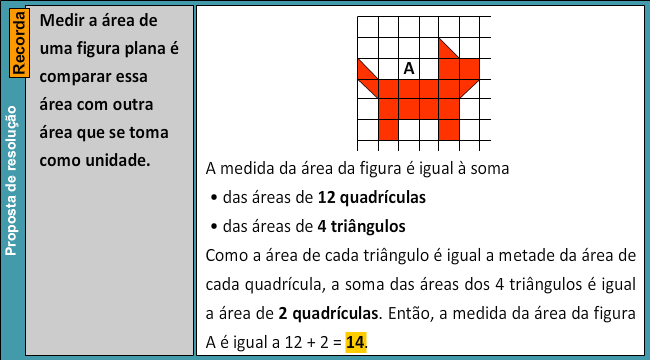 Proposta de resolução
Recorda
Medir a área de
uma figura plana é
comparar essa
área com outra
área que se toma
como unidade.
A
A medida da área da figura é igual à soma
• das áreas de 12 quadrículas
• das áreas de 4 triângulos
Como a área de cada triângulo é igual a metade da área de
cada quadrícula, a soma das áreas dos 4 triângulos é igual
a área de 2 quadrículas. Então, a medida da área da figura
A é igual a 12 + 2 = 14.